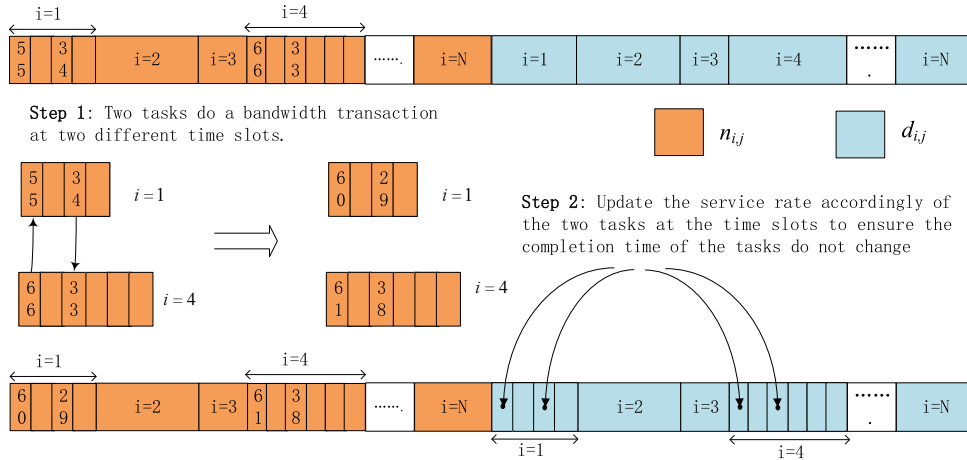 i=1
i=4
5
5
3
4
i=2
i=3
6
6
3
3
.......
i=N
i=1
i=2
i=3
i=4
.......
i=N
Step 1: Two tasks do a bandwidth transaction
at two different time slots.
n_{i,j}
d_{i,j}
5
5
3
4
i = 1
6
0
2
9
i = 1
6
6
3
3
i = 4
6
1
3
8
i = 4
Step 2: Update the service rate accordingly of
the two tasks at the time slots to ensure the
completion time of the tasks do not change
i=1
i=4
6
0
2
9
i=2
i=3
6
1
3
8
.......
i=N
i=2
i=3
.......
i=N
i=1
i=4